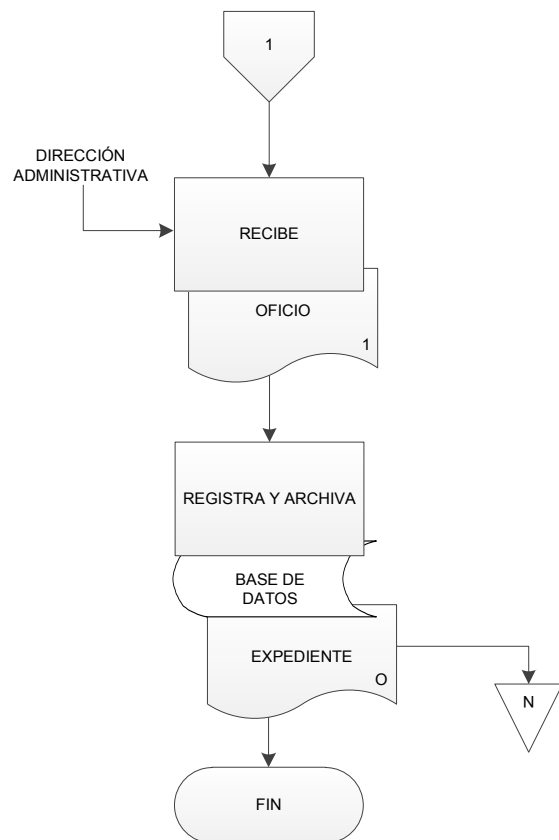 1
DIRECCIÓN
ADMINISTRATIVA
RECIBE
OFICIO
1
REGISTRA Y ARCHIVA
BASE DE
DATOS
EXPEDIENTE
O
N
FIN